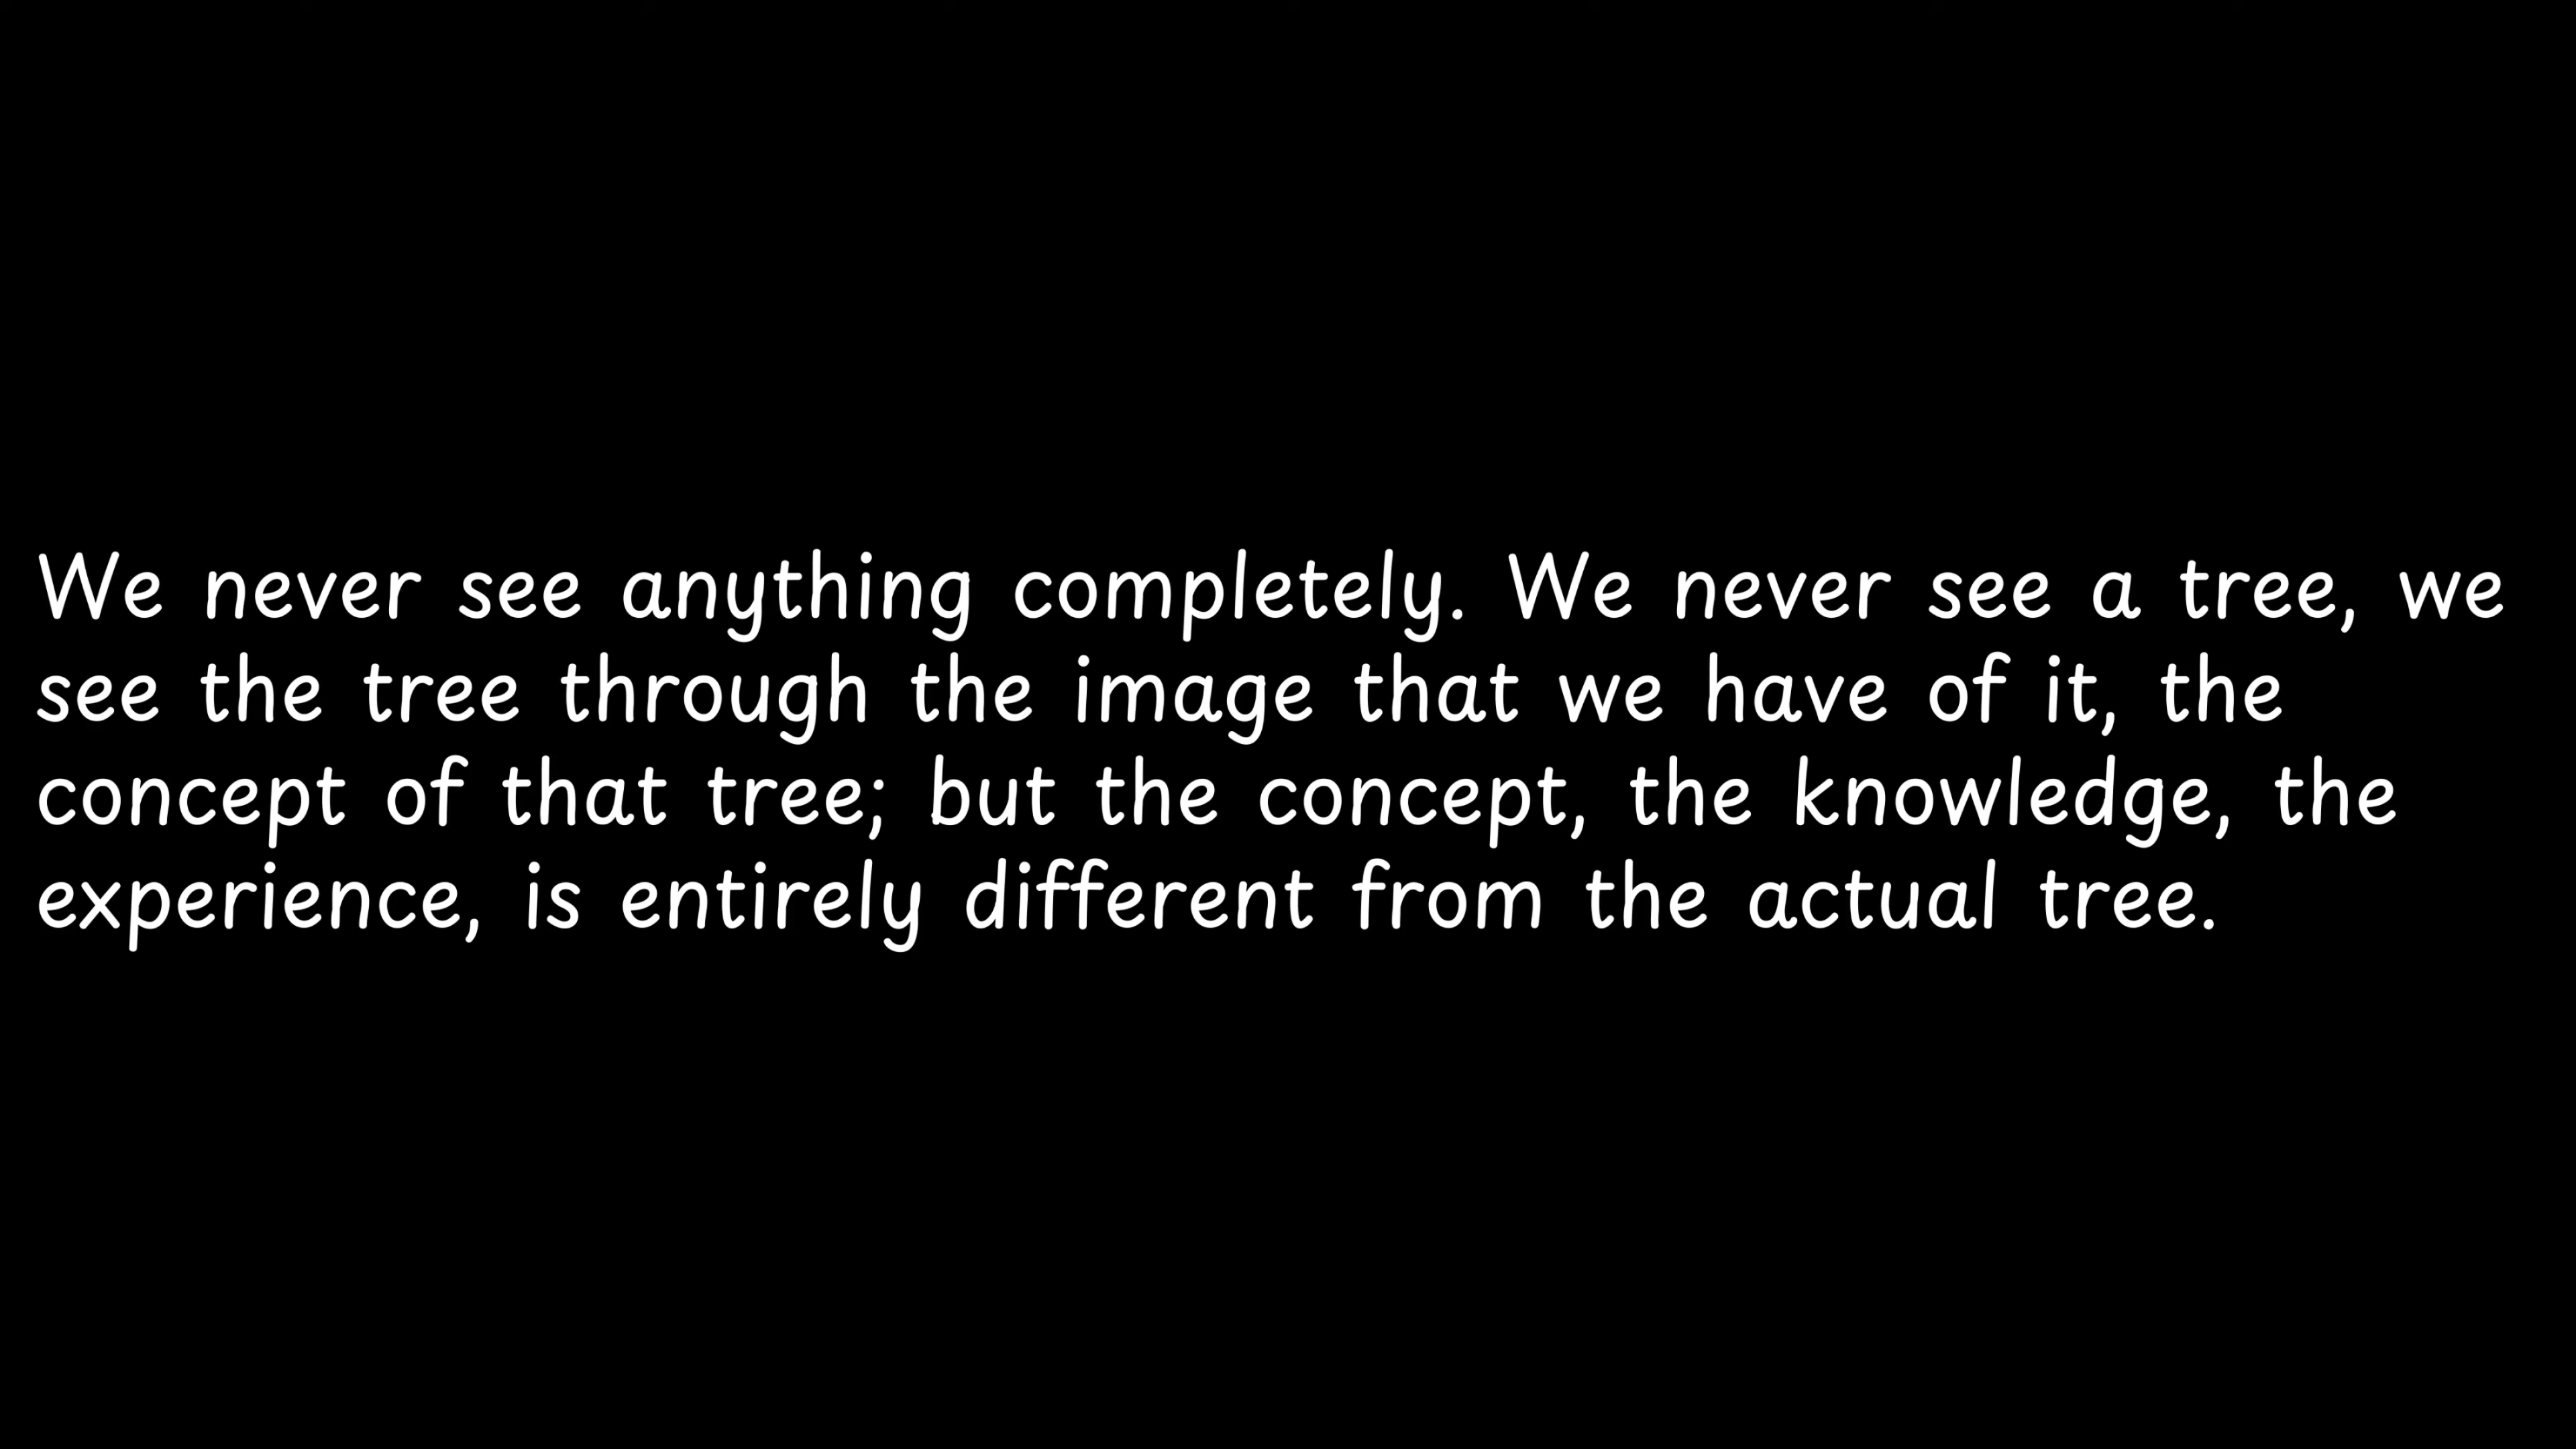 We never see anything completely. We never see a tree, we
see the tree through the image that we have of it, the
concept of that tree; but the concept, the knowledge, the
experience, is entirely different from the actual tree.